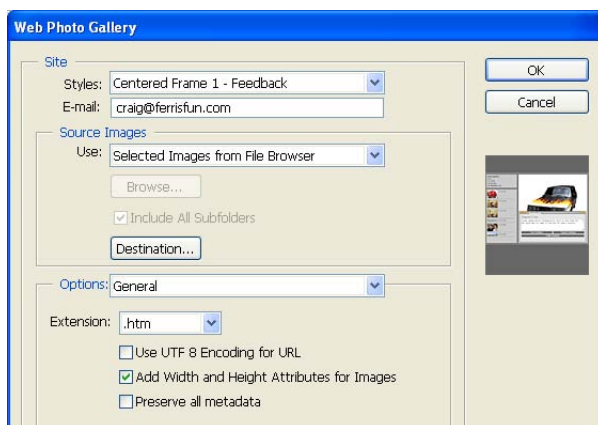 Web Photo Gallery
Site
Styles: Centered Frame 1 - Feedback
E-mail: craig@ferrisfun.com
Source Images
Use: Selected Images from File Browser
Browse...
Include All Subfolders
Destination...
Options: General
Extension: .htm
Use UTF 8 Encoding for URL
Add Width and Height Attributes for Images
Preserve all metadata
OK
Cancel